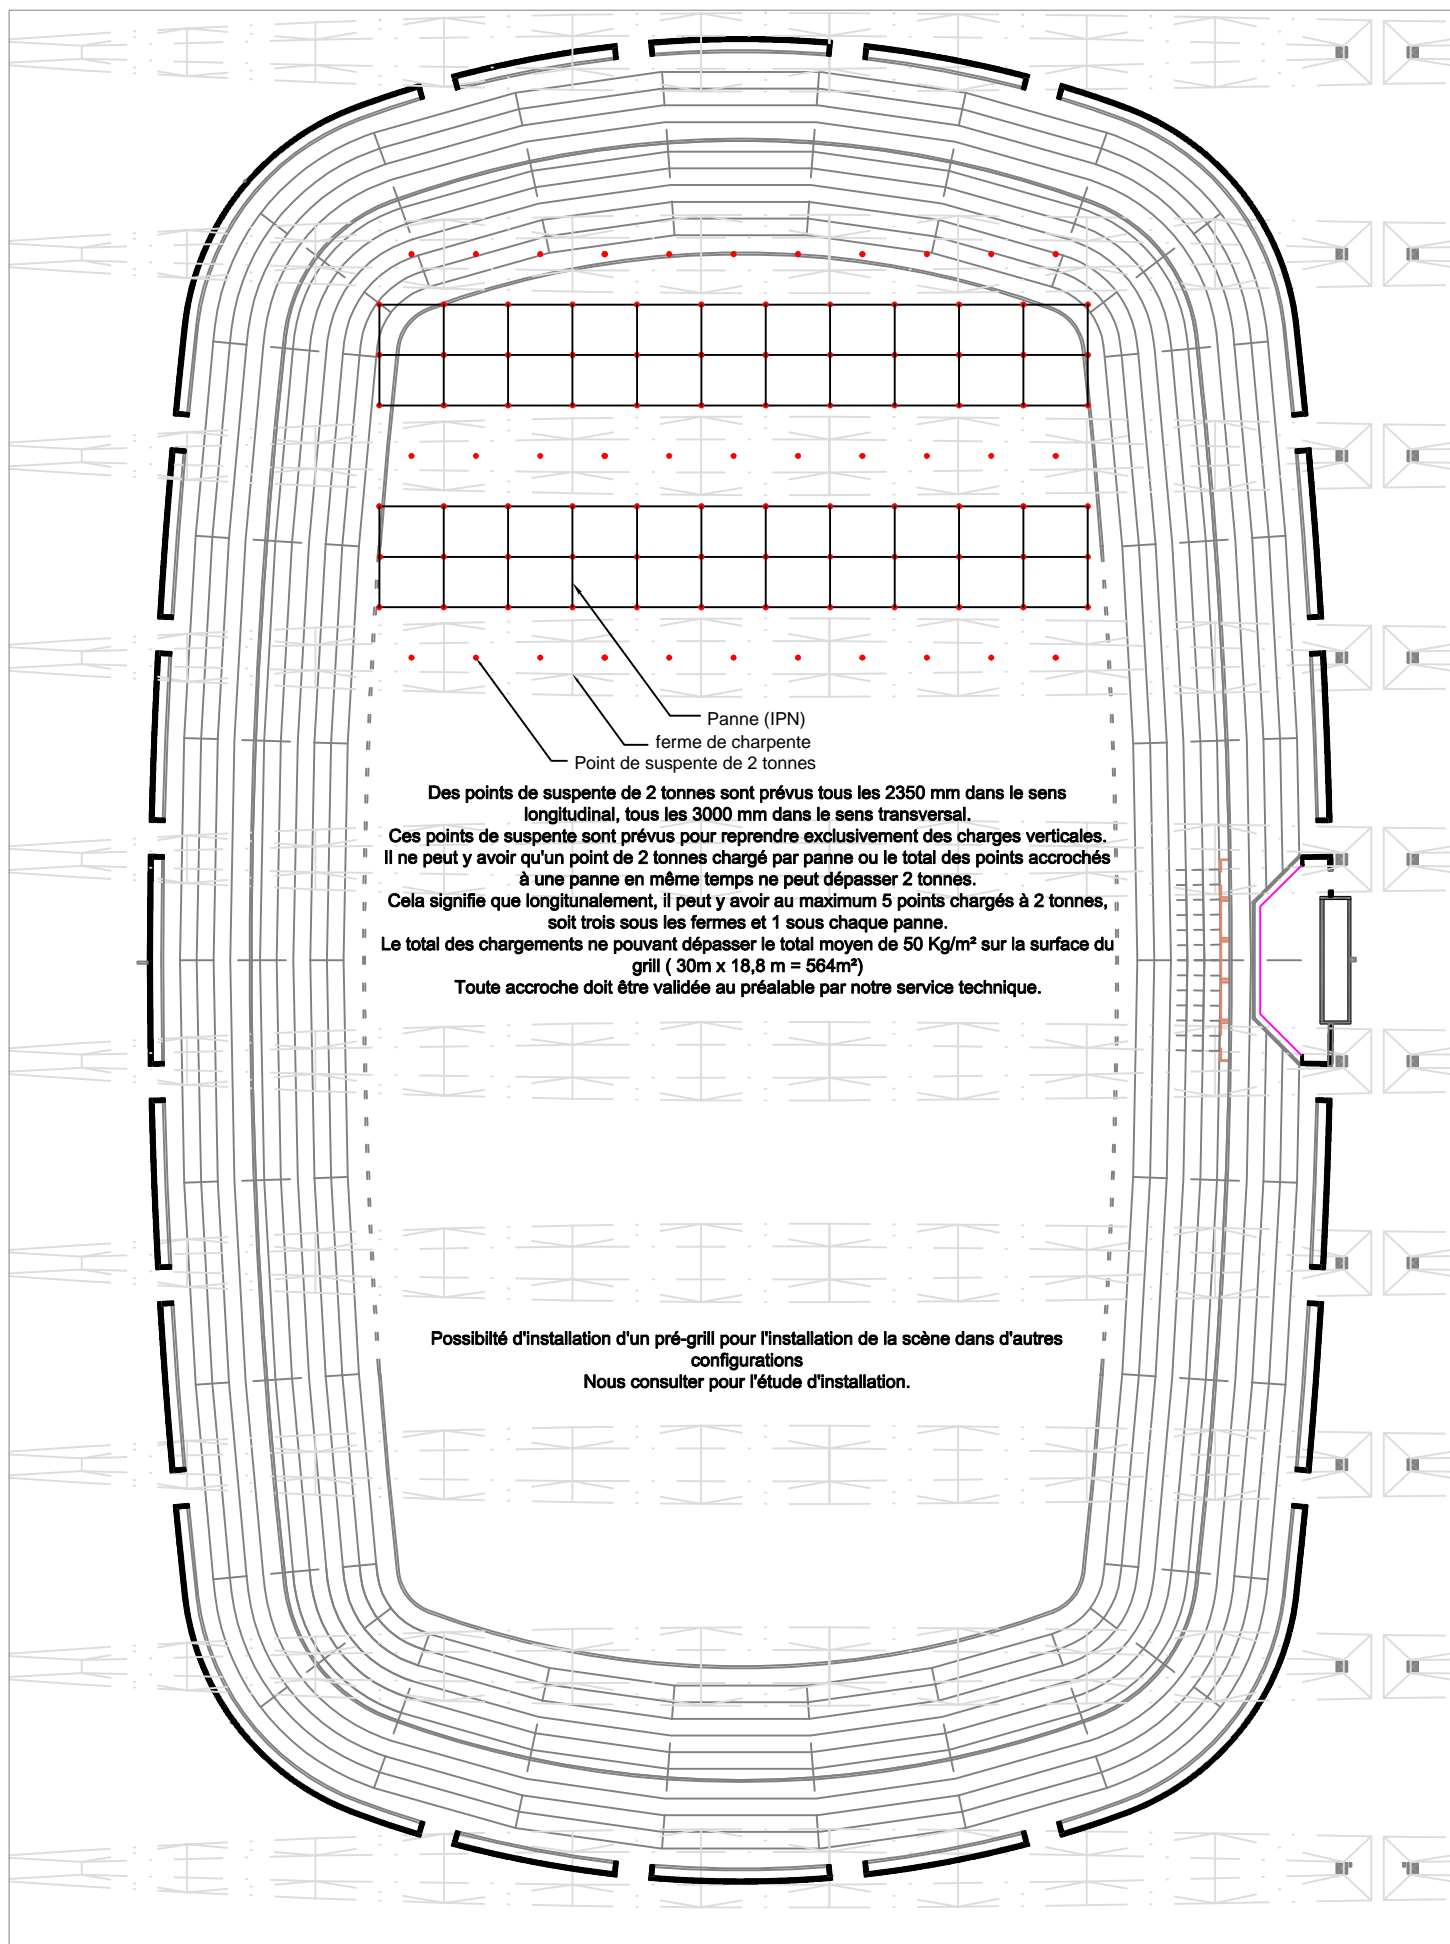 Panne (IPN)
ferme de charpente
Point de suspente de 2 tonnes
Des points de suspente de 2 tonnes sont prévus tous les 2350 mm dans le sens
longitudinal, tous les 3000 mm dans le sens transversal.
Ces points de suspente sont prévus pour reprendre exclusivement des charges verticales.
Il ne peut y avoir qu'un point de 2 tonnes chargé par panne ou le total des points accrochés
à une panne en même temps ne peut dépasser 2 tonnes.
Cela signifie que longitunalement, il peut y avoir au maximum 5 points chargés à 2 tonnes,
soit trois sous les fermes et 1 sous chaque panne.
Le total des chargements ne pouvant dépasser le total moyen de 50 Kg/m² sur la surface du
grill ( 30m x 18,8 m = 564m²)
Toute accroche doit être validée au préalable par notre service technique.
Possibilté d'installation d'un pré-grill pour l'installation de la scène dans d'autres
configurations
Nous consulter pour l'étude d'installation.